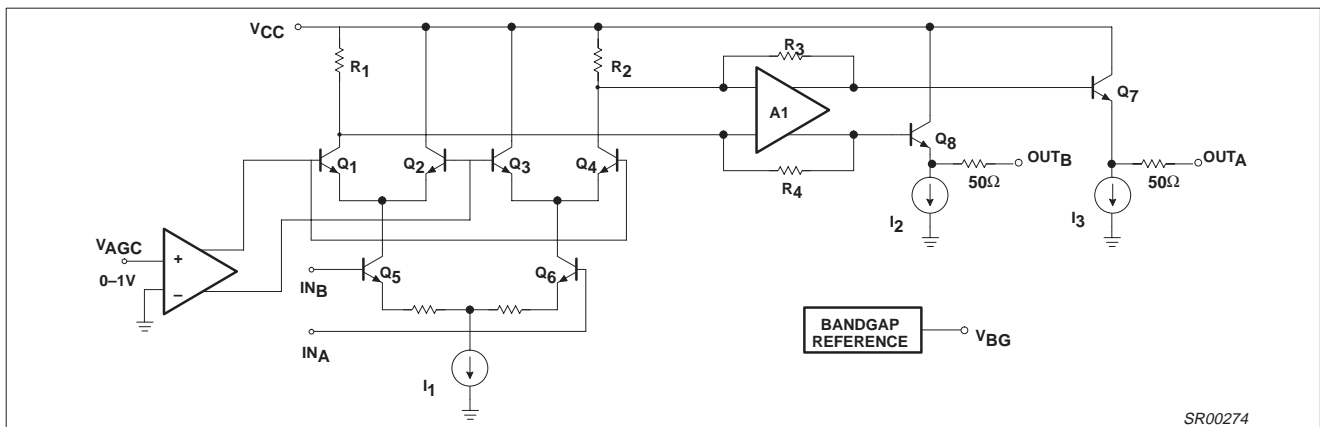 VCC
R1
R2
R3
A1
Q7
Q8
Q1
Q2
Q3
Q4
R4
OUTB
OUTA
50Ω
50Ω
I2
I3
VAGC
+
0–1V
–
Q5
Q6
INB
INA
I1
BANDGAP
REFERENCE
VBG
SR00274